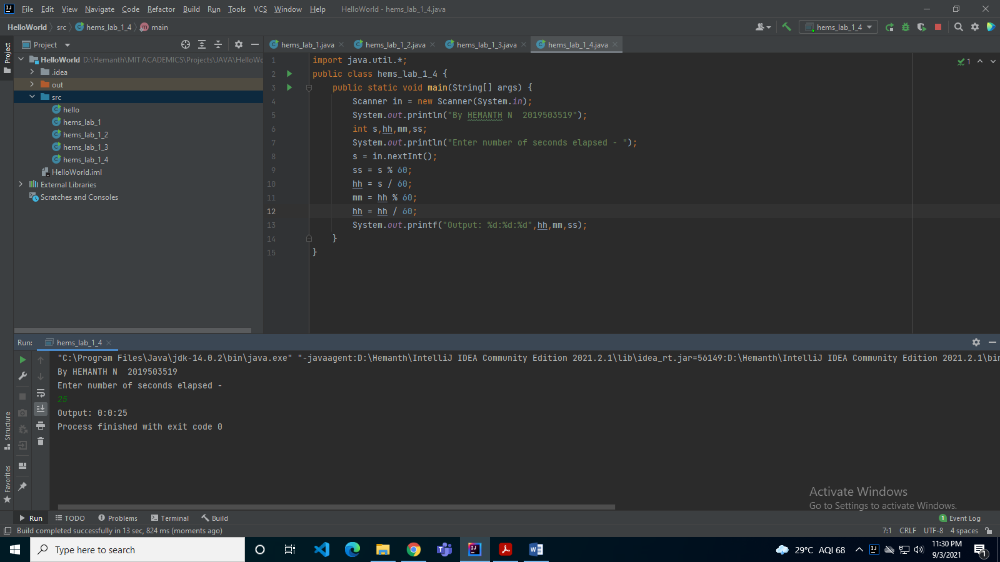 File Edit View Navigate Code Refactor Build Run Tools VCS Window Help HelloWorld - hems_lab_1_4.java
HelloWorld src hems_lab_1_4 main hems_lab_1_4
Project
Project
hems_lab_1.java hems_lab_1_2.java hems_lab_1_3.java hems_lab_1_4.java
HelloWorld D:\Hemanth\MIT ACADEMICS\Projects\JAVA\HelloWo
.idea
out
src
hello
hems_lab_1
hems_lab_1_2
hems_lab_1_3
hems_lab_1_4
HelloWorld.iml
External Libraries
Scratches and Consoles
1 import java.util.*;
2 public class hems_lab_1_4 {
3 public static void main(String[] args) {
4 Scanner in = new Scanner(System.in);
5 System.out.println("By HEMANTH N  2019503519");
6 int s,hh,mm,ss;
7 System.out.println("Enter number of seconds elapsed - ");
8 s = in.nextInt();
9 ss = s % 60;
10 hh = s / 60;
11 mm = hh % 60;
12 hh = hh / 60;
13 System.out.printf("Output: %d:%d:%d",hh,mm,ss);
14 }
15 }
1
Run: hems_lab_1_4
"C:\Program Files\Java\jdk-14.0.2\bin\java.exe" "-javaagent:D:\Hemanth\IntelliJ IDEA Community Edition 2021.2.1\lib\idea_rt.jar=56149:D:\Hemanth\IntelliJ IDEA Community Edition 2021.2.1\bin
By HEMANTH N  2019503519
Enter number of seconds elapsed -
25
Output: 0:0:25
Process finished with exit code 0
Structure
Favorites
Activate Windows
Go to Settings to activate Windows.
Run TODO Problems Terminal Build 1 Event Log
Build completed successfully in 13 sec, 824 ms (moments ago) 7:1 CRLF UTF-8 4 spaces
Type here to search 29°C AQI 68 11:30 PM
9/3/2021 1